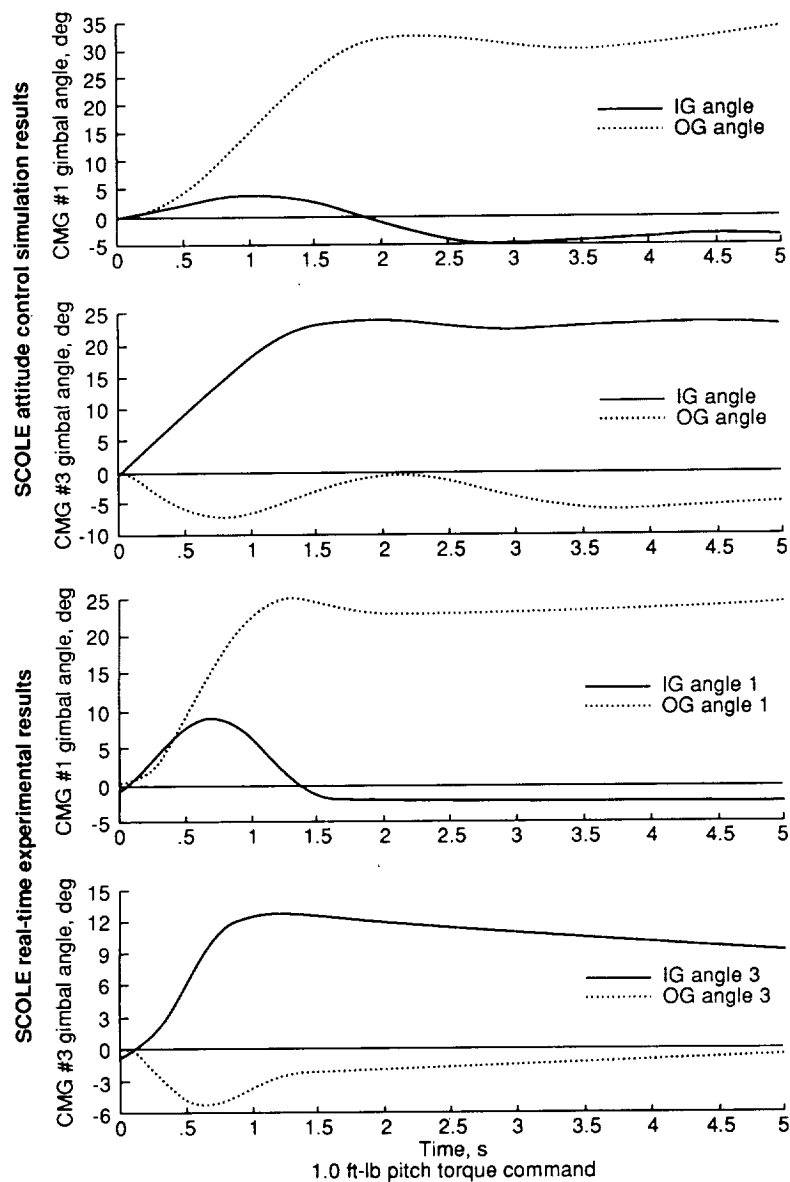 SCOLE attitude control simulation results
CMG #1 gimbal angle, deg
35
30
25
20
15
10
5
0
-5
IG angle
OG angle
0 .5 1 1.5 2 2.5 3 3.5 4 4.5 5
CMG #3 gimbal angle, deg
25
20
15
10
5
0
-5
-10
IG angle
OG angle
0 .5 1 1.5 2 2.5 3 3.5 4 4.5 5
SCOLE real-time experimental results
CMG #1 gimbal angle, deg
25
20
15
10
5
0
-5
IG angle 1
OG angle 1
0 .5 1 1.5 2 2.5 3 3.5 4 4.5 5
CMG #3 gimbal angle, deg
15
12
9
6
3
0
-3
-6
IG angle 3
OG angle 3
0 .5 1 1.5 2 2.5 3 3.5 4 4.5 5
Time, s
1.0 ft-lb pitch torque command